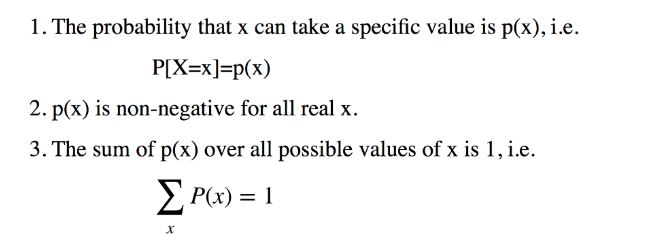 1. The probability that x can take a specific value is p(x), i.e.
P[X=x]=p(x)
2. p(x) is non-negative for all real x.
3. The sum of p(x) over all possible values of x is 1, i.e.
∑ P(x) = 1
x